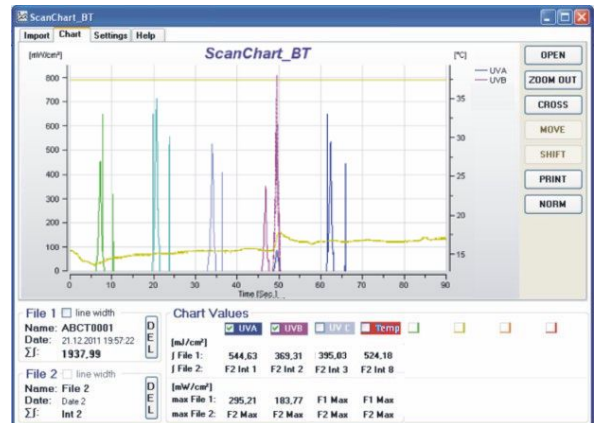 ScanChart_BT
Import Chart Settings Help
[mW/cm²] ScanChart_BT [°C]
UVA
UVB
800
700
600
500
400
300
200
100
0
35
30
25
20
15
0 10 20 30 40 50 60 70 80 90
Time [Sec.]
OPEN
ZOOM OUT
CROSS
MOVE
SHIFT
PRINT
NORM
File 1 line width
Name: ABCT0001
Date: 21.12.2011 19:57:22
Σ∫: 1937,99
DEL
File 2 line width
Name: File 2
Date: Date 2
Σ∫: Int 2
DEL
Chart Values
UVA UVB UV C Temp
[mJ/cm²]
∫ File 1: 544,63 369,31 395,03 524,18
∫ File 2: F2 Int 1 F2 Int 2 F2 Int 3 F2 Int 8
[mW/cm²]
max File 1: 295,21 183,77 F1 Max F1 Max
max File 2: F2 Max F2 Max F2 Max F2 Max